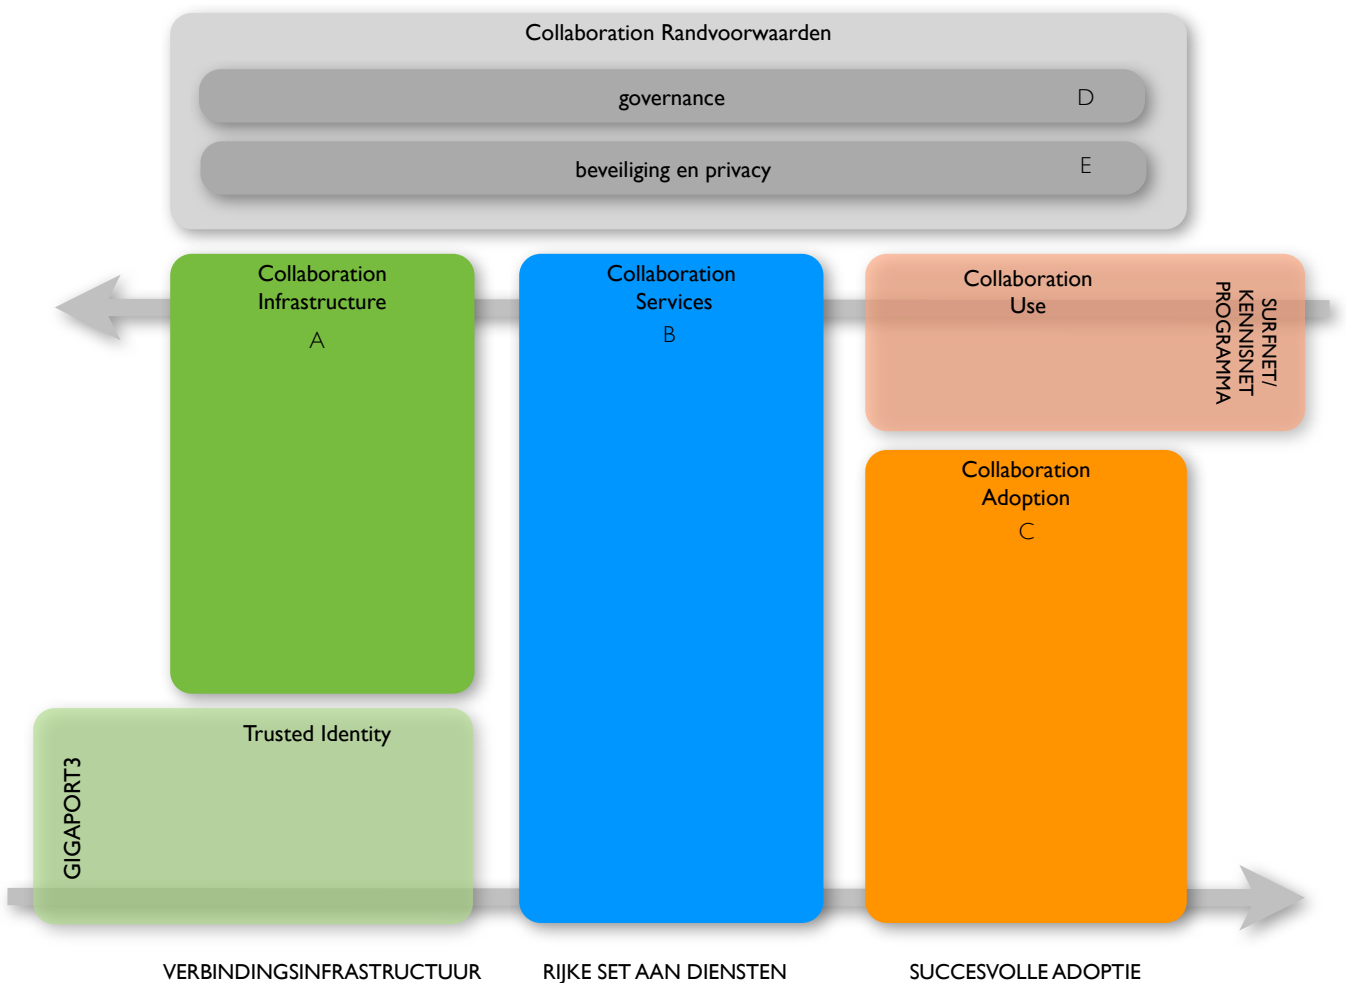 Collaboration Randvoorwaarden
governance
D
beveiliging en privacy
E
Collaboration
Infrastructure
A
Collaboration
Services
B
Collaboration
Use
SURFNET/
KENNISNET
PROGRAMMA
Collaboration
Adoption
C
Trusted Identity
GIGAPORT3
VERBINDINGSINFRASTRUCTUUR
RIJKE SET AAN DIENSTEN
SUCCESVOLLE ADOPTIE